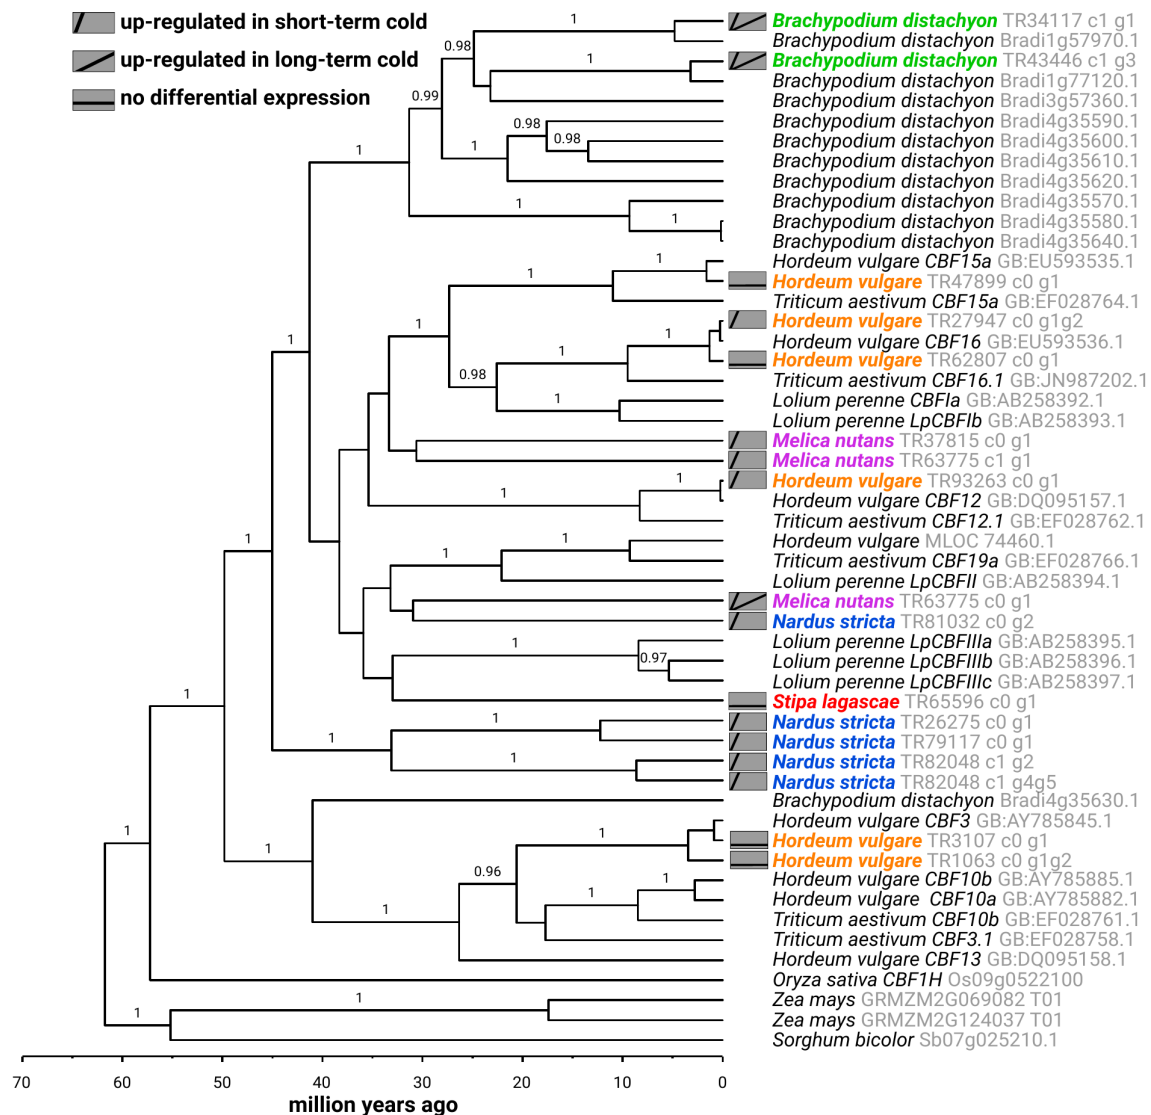 up-regulated in short-term cold
up-regulated in long-term cold
no differential expression
1
Brachypodium distachyon TR34117 c1 g1
Brachypodium distachyon Bradi1g57970.1
0.98
1
Brachypodium distachyon TR43446 c1 g3
Brachypodium distachyon Bradi1g77120.1
0.99
Brachypodium distachyon Bradi3g57360.1
0.98
Brachypodium distachyon Bradi4g35590.1
1
1
0.98
Brachypodium distachyon Bradi4g35600.1
Brachypodium distachyon Bradi4g35610.1
Brachypodium distachyon Bradi4g35620.1
1
Brachypodium distachyon Bradi4g35570.1
1
Brachypodium distachyon Bradi4g35580.1
Brachypodium distachyon Bradi4g35640.1
1
Hordeum vulgare CBF15a GB:EU593535.1
1
Hordeum vulgare TR47899 c0 g1
Triticum aestivum CBF15a GB:EF028764.1
1
1
Hordeum vulgare TR27947 c0 g1g2
1
Hordeum vulgare CBF16 GB:EU593536.1
1
Hordeum vulgare TR62807 c0 g1
0.98
Triticum aestivum CBF16.1 GB:JN987202.1
1
Lolium perenne CBFIa GB:AB258392.1
Lolium perenne LpCBFIb GB:AB258393.1
Melica nutans TR37815 c0 g1
Melica nutans TR63775 c1 g1
1
Hordeum vulgare TR93263 c0 g1
1
Hordeum vulgare CBF12 GB:DQ095157.1
Triticum aestivum CBF12.1 GB:EF028762.1
1
1
Hordeum vulgare MLOC 74460.1
1
Triticum aestivum CBF19a GB:EF028766.1
Lolium perenne LpCBFII GB:AB258394.1
Melica nutans TR63775 c0 g1
Nardus stricta TR81032 c0 g2
1
Lolium perenne LpCBFIIIa GB:AB258395.1
0.97
Lolium perenne LpCBFIIIb GB:AB258396.1
Lolium perenne LpCBFIIIc GB:AB258397.1
1
Stipa lagascae TR65596 c0 g1
1
Nardus stricta TR26275 c0 g1
1
Nardus stricta TR79117 c0 g1
1
Nardus stricta TR82048 c1 g2
Nardus stricta TR82048 c1 g4g5
Brachypodium distachyon Bradi4g35630.1
Hordeum vulgare CBF3 GB:AY785845.1
1
1
1
Hordeum vulgare TR3107 c0 g1
Hordeum vulgare TR1063 c0 g1g2
0.96
1
Hordeum vulgare CBF10b GB:AY785885.1
1
Hordeum vulgare CBF10a GB:AY785882.1
1
Triticum aestivum CBF10b GB:EF028761.1
Triticum aestivum CBF3.1 GB:EF028758.1
Hordeum vulgare CBF13 GB:DQ095158.1
Oryza sativa CBF1H Os09g0522100
1
1
Zea mays GRMZM2G069082 T01
Zea mays GRMZM2G124037 T01
Sorghum bicolor Sb07g025210.1
70 60 50 40 30 20 10 0
million years ago